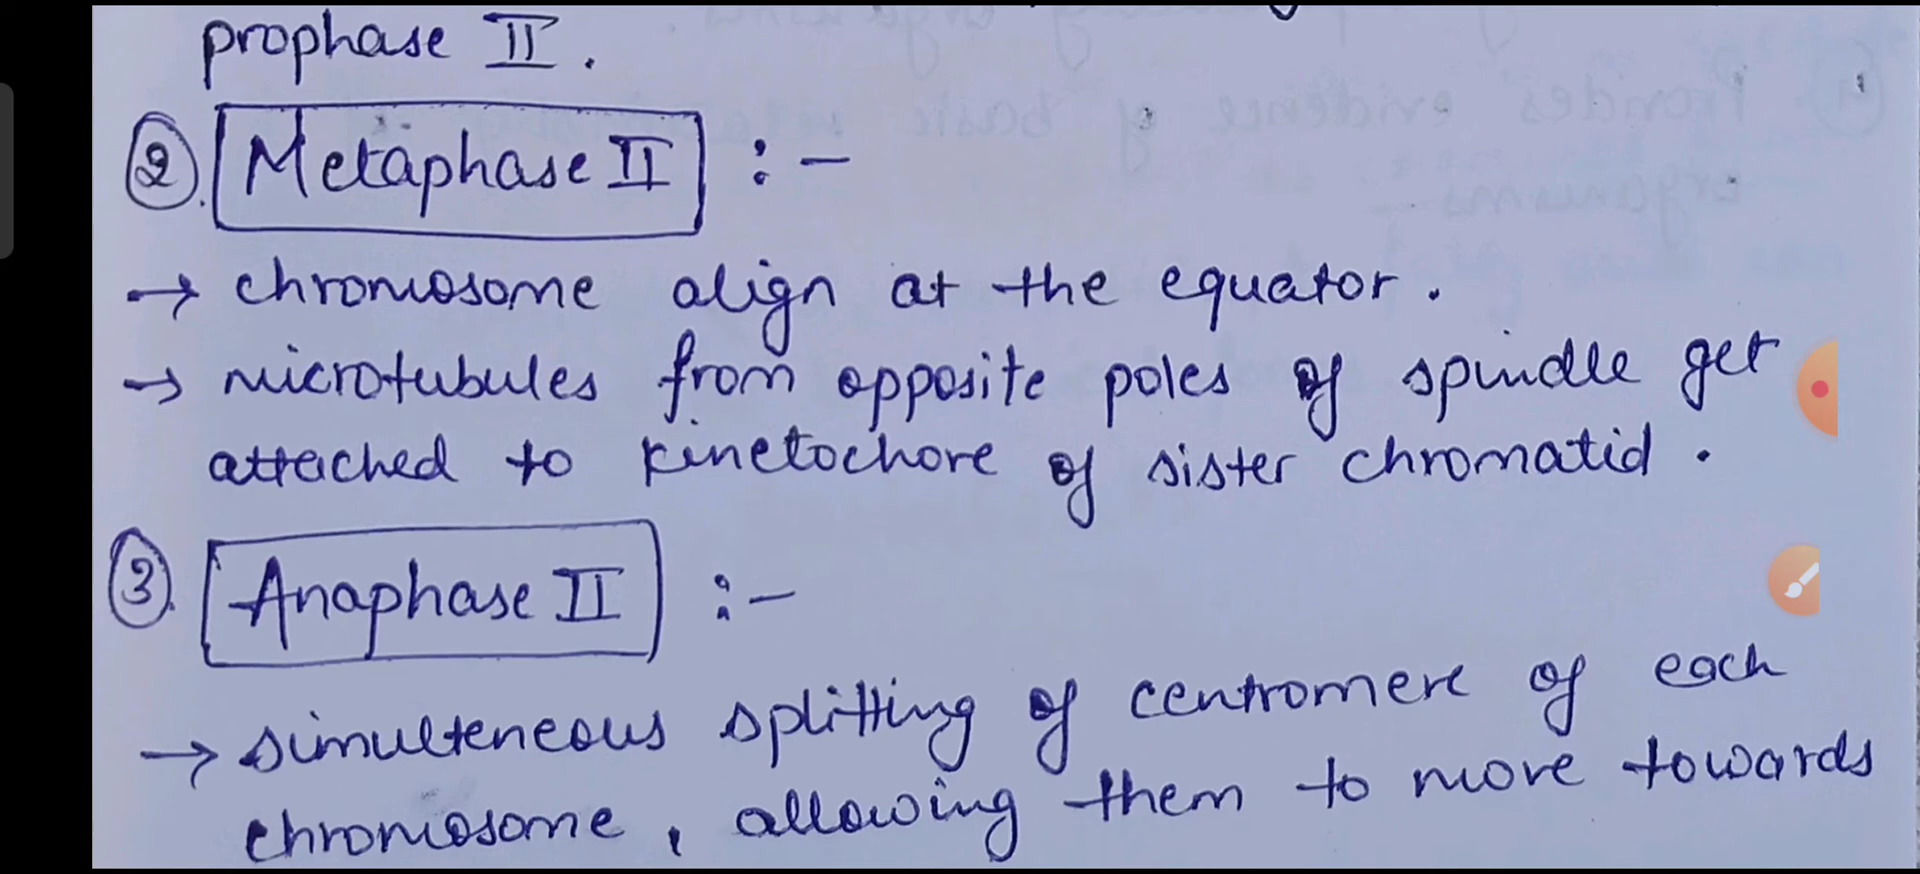 prophase II.
②. Metaphase II :-
→ chromosome align at the equator.
→ microtubules from opposite poles of spindle get
attached to kinetochore of sister chromatid.
③. Anaphase II :-
→ simulteneous splitting of centromere of each
chromosome, allowing them to move towards